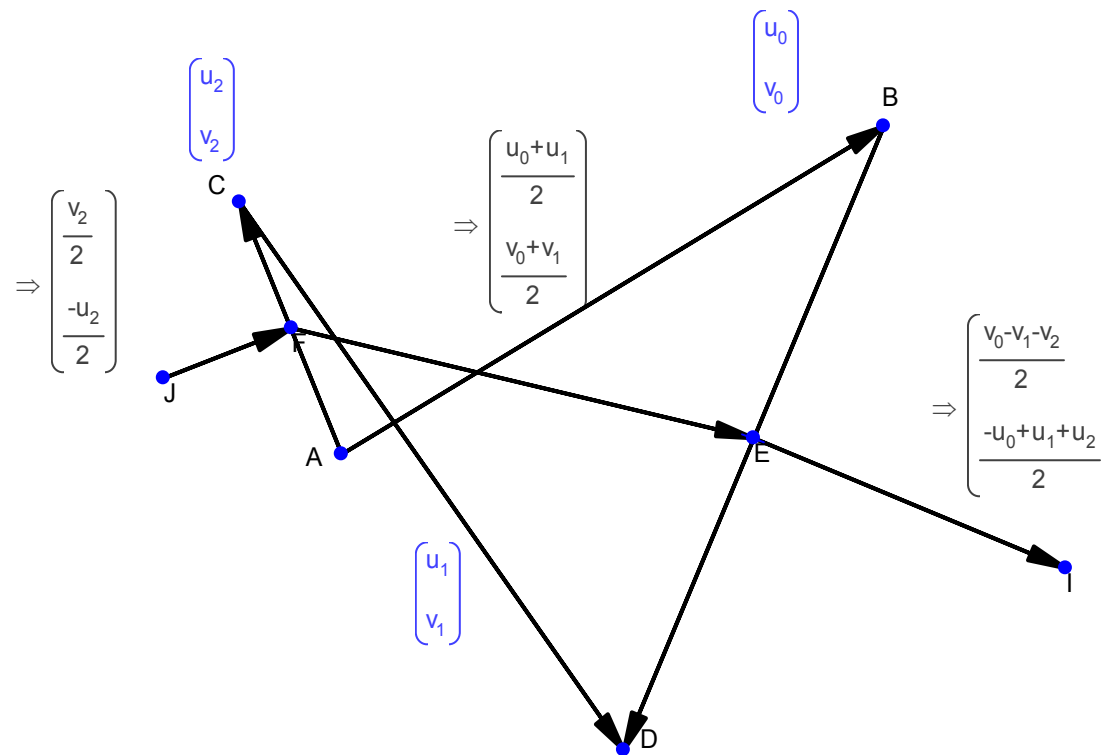 u₀
v₀
B
u₂
v₂
C
⇒ u₀+u₁
2
v₀+v₁
2
⇒ v₂
2
-u₂
2
F
J
A
E
⇒ v₀-v₁-v₂
2
-u₀+u₁+u₂
2
I
u₁
v₁
D